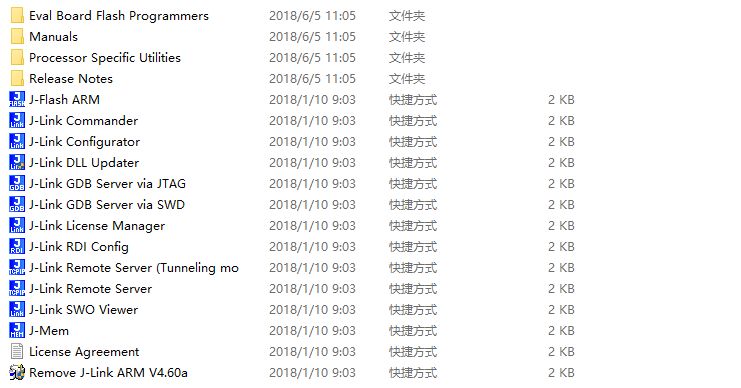 Eval Board Flash Programmers 2018/6/5 11:05 文件夹
Manuals 2018/6/5 11:05 文件夹
Processor Specific Utilities 2018/6/5 11:05 文件夹
Release Notes 2018/6/5 11:05 文件夹
J-Flash ARM 2018/1/10 9:03 快捷方式 2 KB
J-Link Commander 2018/1/10 9:03 快捷方式 2 KB
J-Link Configurator 2018/1/10 9:03 快捷方式 2 KB
J-Link DLL Updater 2018/1/10 9:03 快捷方式 2 KB
J-Link GDB Server via JTAG 2018/1/10 9:03 快捷方式 2 KB
J-Link GDB Server via SWD 2018/1/10 9:03 快捷方式 2 KB
J-Link License Manager 2018/1/10 9:03 快捷方式 2 KB
J-Link RDI Config 2018/1/10 9:03 快捷方式 2 KB
J-Link Remote Server (Tunneling mo 2018/1/10 9:03 快捷方式 2 KB
J-Link Remote Server 2018/1/10 9:03 快捷方式 2 KB
J-Link SWO Viewer 2018/1/10 9:03 快捷方式 2 KB
J-Mem 2018/1/10 9:03 快捷方式 2 KB
License Agreement 2018/1/10 9:03 快捷方式 2 KB
Remove J-Link ARM V4.60a 2018/1/10 9:03 快捷方式 2 KB